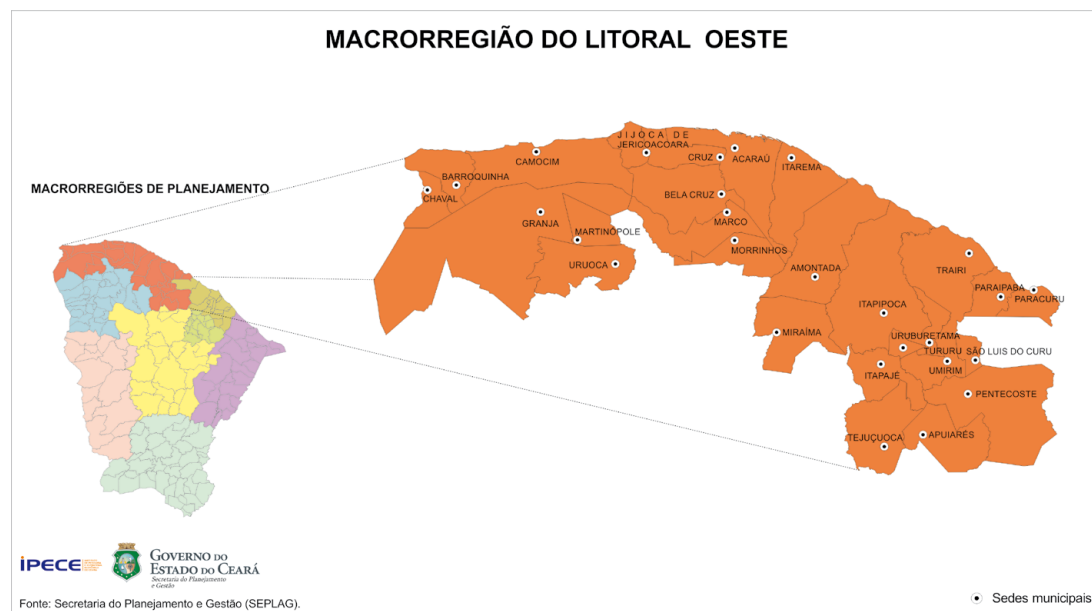 MACRORREGIÃO DO LITORAL OESTE
MACRORREGIÕES DE PLANEJAMENTO
JIJOCA DE
JERICOACOARA
CRUZ
ACARAÚ
ITAREMA
CAMOCIM
BARROQUINHA
CHAVAL
BELA CRUZ
GRANJA
MARCO
MARTINÓPOLE
MORRINHOS
URUOCA
AMONTADA
TRAIRI
PARAIPABA
PARACURU
ITAPIPOCA
MIRAÍMA
URUBURETAMA
TURURU
SÃO LUIS DO CURU
ITAPAJÉ
UMIRIM
PENTECOSTE
TEJUÇUOCA
APUIARÉS
IPECE
GOVERNO DO
ESTADO DO CEARÁ
Secretaria do Planejamento
e Gestão
Fonte: Secretaria do Planejamento e Gestão (SEPLAG).
Sedes municipais